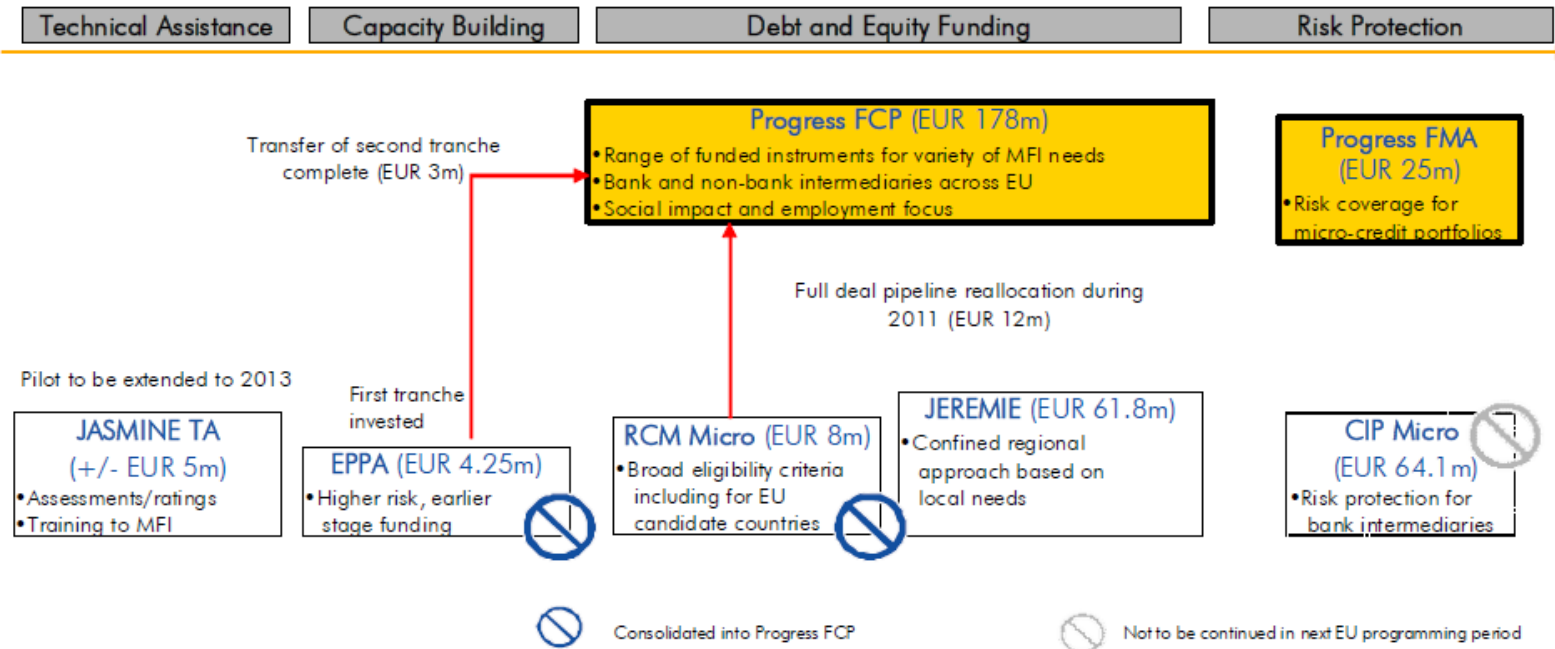 Technical Assistance
Capacity Building
Debt and Equity Funding
Risk Protection
Transfer of second tranche
complete (EUR 3m)
Progress FCP (EUR 178m)
•Range of funded instruments for variety of MFI needs
•Bank and non-bank intermediaries across EU
•Social impact and employment focus
Progress FMA
(EUR 25m)
•Risk coverage for
micro-credit portfolios
Full deal pipeline reallocation during
2011 (EUR 12m)
Pilot to be extended to 2013
JASMINE TA
(+/- EUR 5m)
•Assessments/ratings
•Training to MFI
First tranche
invested
EPPA (EUR 4.25m)
•Higher risk, earlier
stage funding
RCM Micro (EUR 8m)
•Broad eligibility criteria
including for EU
candidate countries
JEREMIE (EUR 61.8m)
•Confined regional
approach based on
local needs
CIP Micro
(EUR 64.1m)
•Risk protection for
bank intermediaries
Consolidated into Progress FCP
Not to be continued in next EU programming period